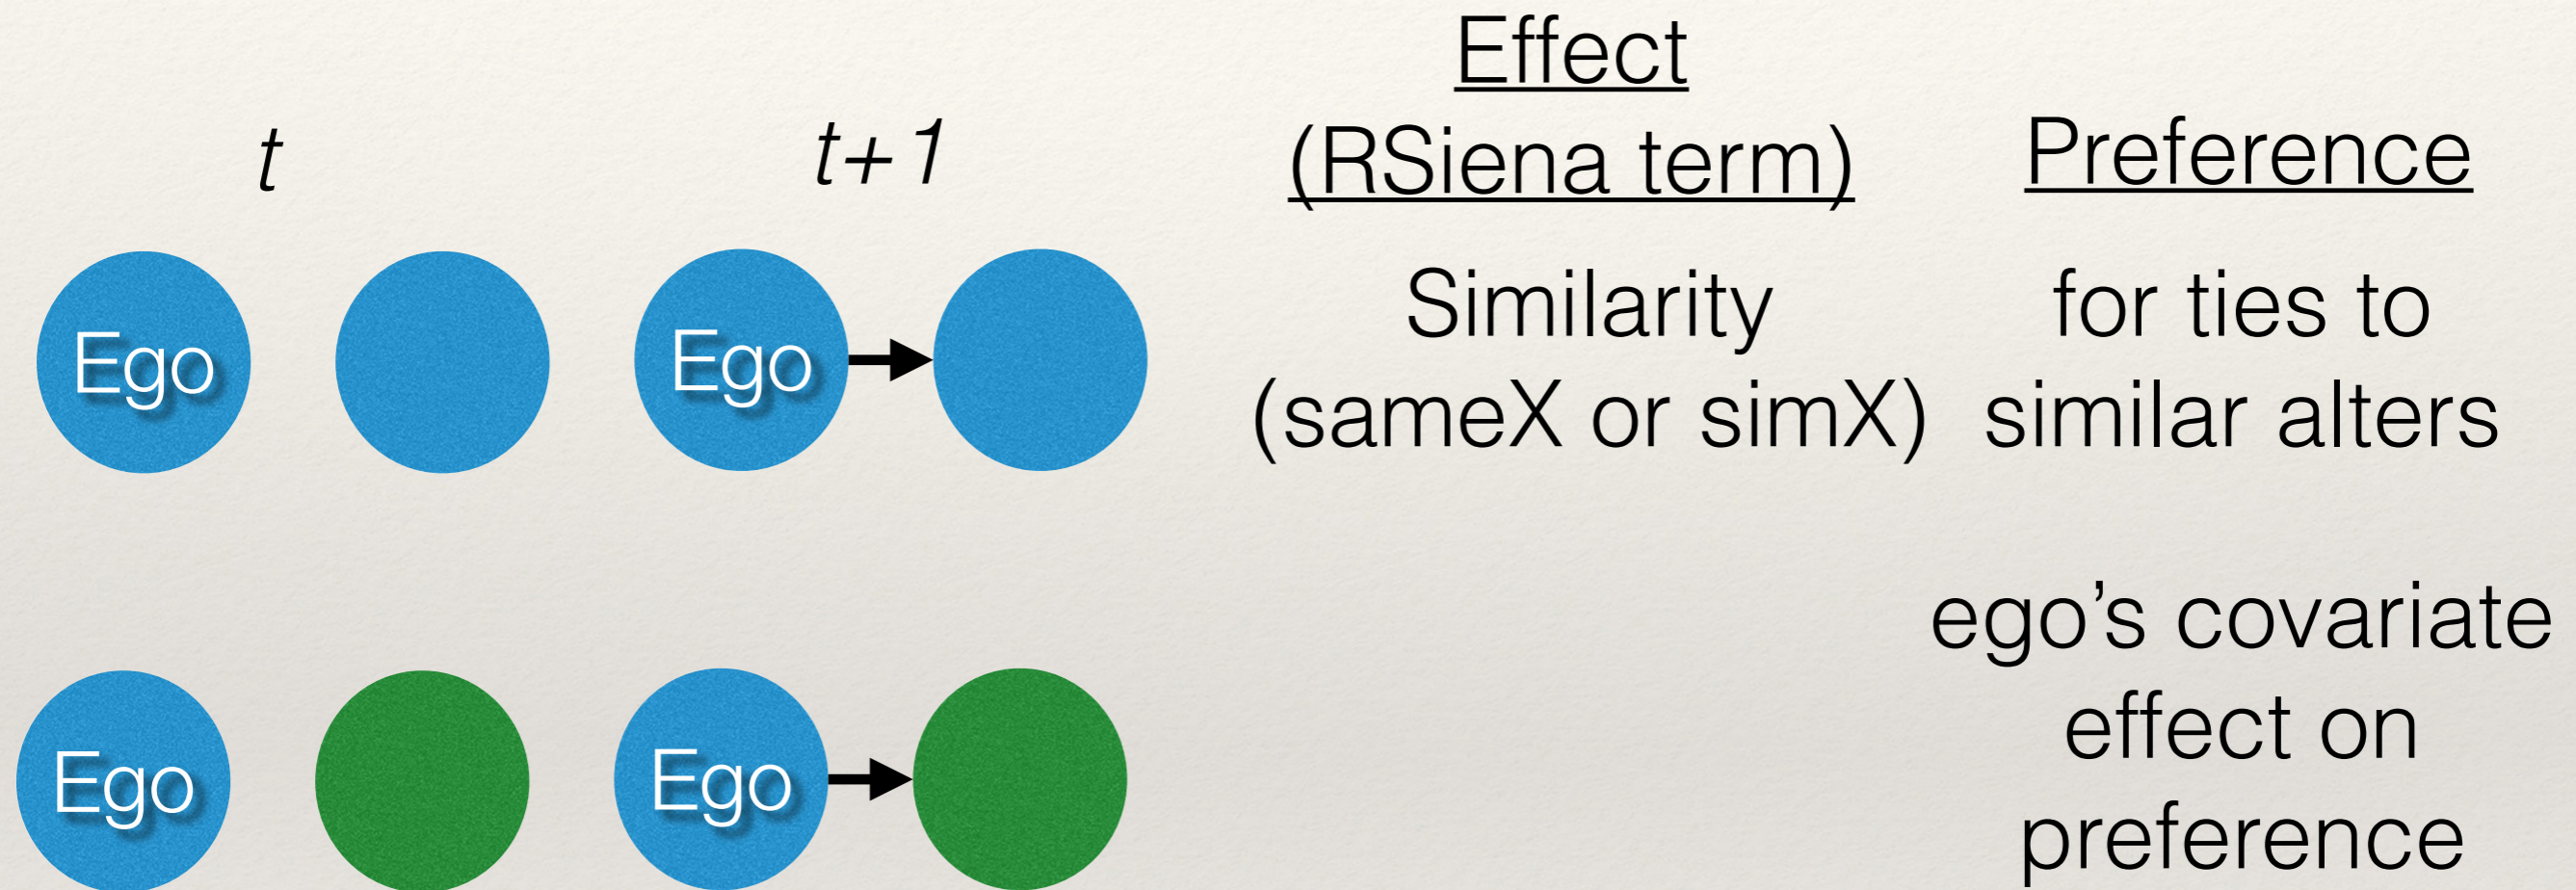 Effect
t
t+1
(RSiena term)
Preference
Ego
Ego
Similarity
(sameX or simX)
for ties to
similar alters
Ego
Ego
ego’s covariate
effect on
preference